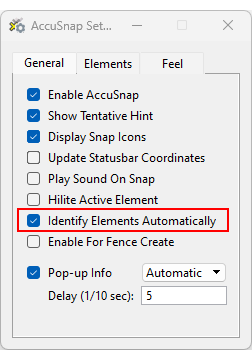 AccuSnap Set...
General Elements Feel
Enable AccuSnap
Show Tentative Hint
Display Snap Icons
Update Statusbar Coordinates
Play Sound On Snap
Hilite Active Element
Identify Elements Automatically
Enable For Fence Create
Pop-up Info Automatic
Delay (1/10 sec): 5